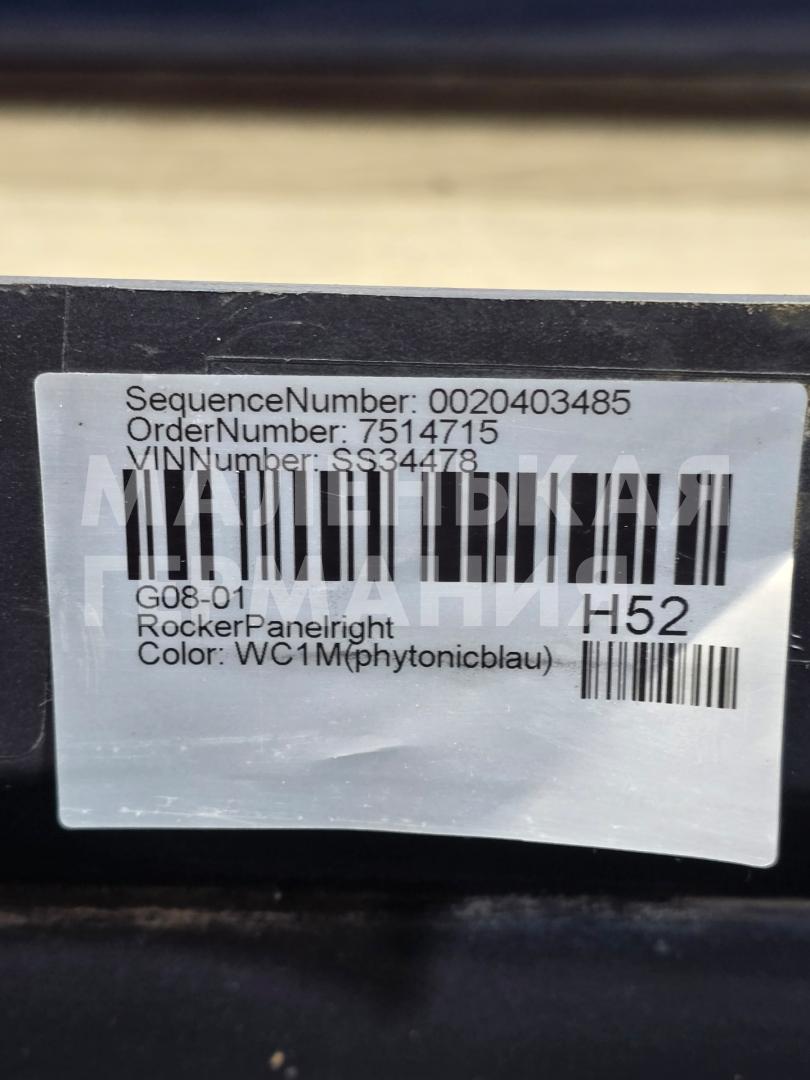 SequenceNumber: 0020403485
OrderNumber: 7514715
VINNumber: SS34478
МАЛЕНЬКАЯ
ГЕРМАНИЯ
G08-01
H52
RockerPanelright
Color: WC1M(phytonicblau)